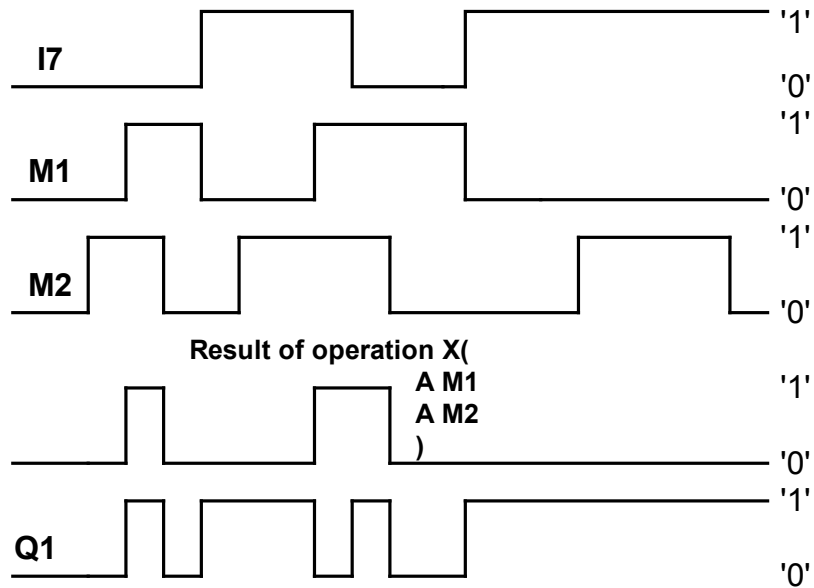 '1'
I7
'0'
'1'
M1
'0'
'1'
M2
'0'
Result of operation X(
A M1
'1'
A M2
)
'0'
'1'
Q1
'0'